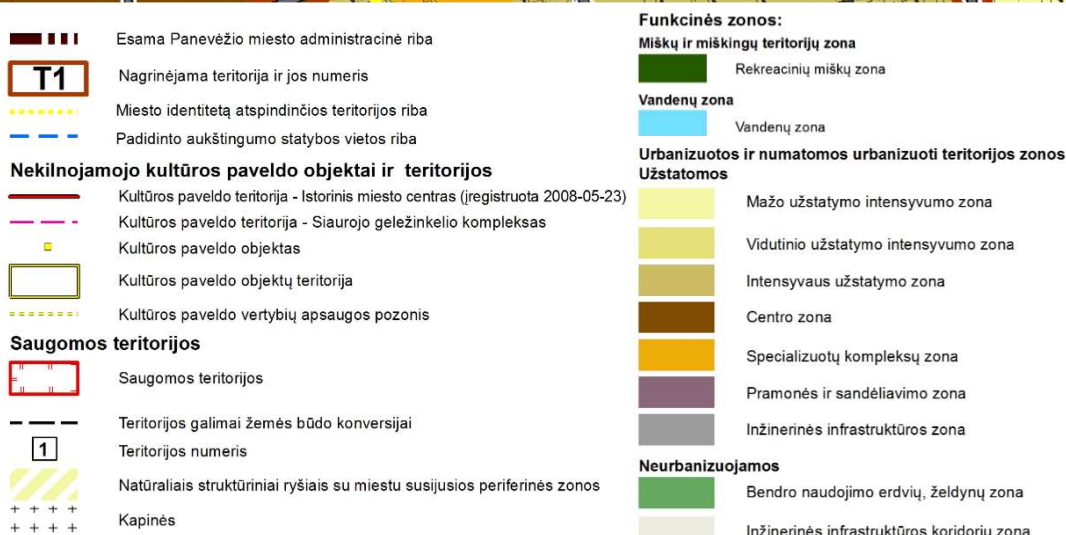 Esama Panevėžio miesto administracinė riba
T1
Nagrinėjama teritorija ir jos numeris
Miesto identitetą atspindinčios teritorijos riba
Padidinto aukštingumo statybos vietos riba
Nekilnojamojo kultūros paveldo objektai ir teritorijos
Kultūros paveldo teritorija - Istorinis miesto centras (įregistruota 2008-05-23)
Kultūros paveldo teritorija - Siaurojo geležinkelio kompleksas
Kultūros paveldo objektas
Kultūros paveldo objektų teritorija
Kultūros paveldo vertybių apsaugos pozonis
Saugomos teritorijos
Saugomos teritorijos
Teritorijos galimai žemės būdo konversijai
1
Teritorijos numeris
Natūraliais struktūriniai ryšiais su miestu susijusios periferinės zonos
Kapinės
Funkcinės zonos:
Miškų ir miškingų teritorijų zona
Rekreacinių miškų zona
Vandenų zona
Vandenų zona
Urbanizuotos ir numatomos urbanizuoti teritorijos zonos
Užstatomos
Mažo užstatymo intensyvumo zona
Vidutinio užstatymo intensyvumo zona
Intensyvaus užstatymo zona
Centro zona
Specializuotų kompleksų zona
Pramonės ir sandėliavimo zona
Inžinerinės infrastruktūros zona
Neurbanizuojamos
Bendro naudojimo erdvių, želdynų zona
Inžinerinės infrastruktūros koridorių zona